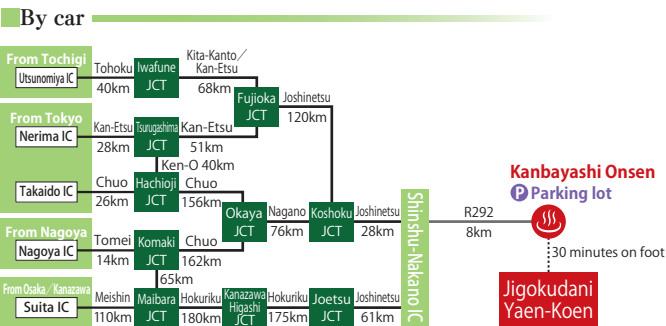 By car
From Tochigi
Utsunomiya IC
Tohoku
40km
Iwafune
JCT
Kita-Kanto／
Kan-Etsu
68km
Fujioka
JCT
Joshinetsu
120km
From Tokyo
Nerima IC
Kan-Etsu
28km
Tsurugashima
JCT
Kan-Etsu
51km
Ken-O 40km
Takaido IC
Chuo
26km
Hachioji
JCT
Chuo
156km
Okaya
JCT
Nagano
76km
Koshoku
JCT
Joshinetsu
28km
From Nagoya
Nagoya IC
Tomei
14km
Komaki
JCT
Chuo
162km
65km
From Osaka／Kanazawa
Suita IC
Meishin
110km
Maibara
JCT
Hokuriku
180km
Kanazawa
Higashi
JCT
Hokuriku
175km
Joetsu
JCT
Joshinetsu
61km
Shinshu-Nakano IC
R292
8km
Kanbayashi Onsen
P Parking lot
30 minutes on foot
Jigokudani
Yaen-Koen